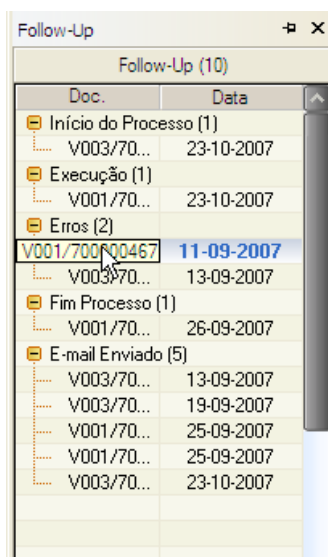 Follow-Up
Follow-Up (10)
Doc. Data
Início do Processo (1)
V003/70... 23-10-2007
Execução (1)
V001/70... 23-10-2007
Erros (2)
V001/700000467 11-09-2007
V003/70... 13-09-2007
Fim Processo (1)
V001/70... 26-09-2007
E-mail Enviado (5)
V003/70... 13-09-2007
V003/70... 19-09-2007
V001/70... 25-09-2007
V001/70... 25-09-2007
V003/70... 23-10-2007